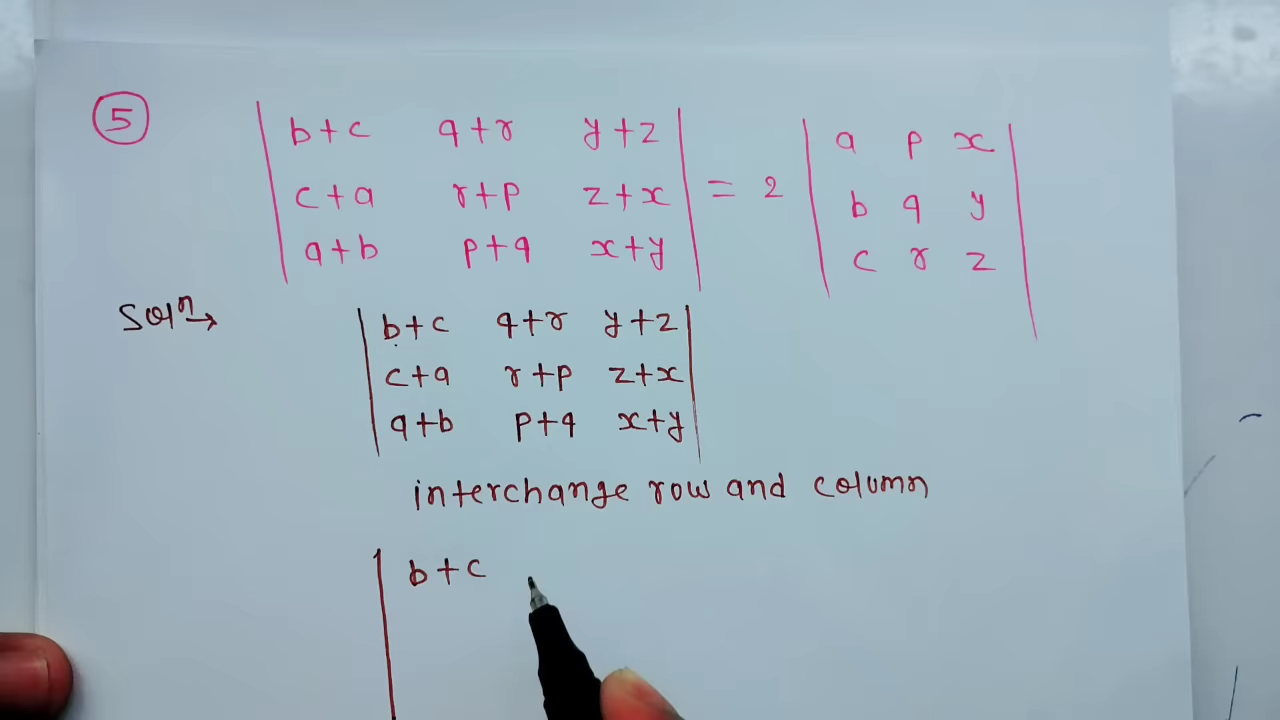 ⑤ | b+c q+r y+z | = 2 | a p x |
| c+a r+p z+x | | b q y |
| a+b p+q x+y | | c r z |
Solⁿ→ | b+c q+r y+z |
| c+a r+p z+x |
| a+b p+q x+y |
interchange row and column
| b+c